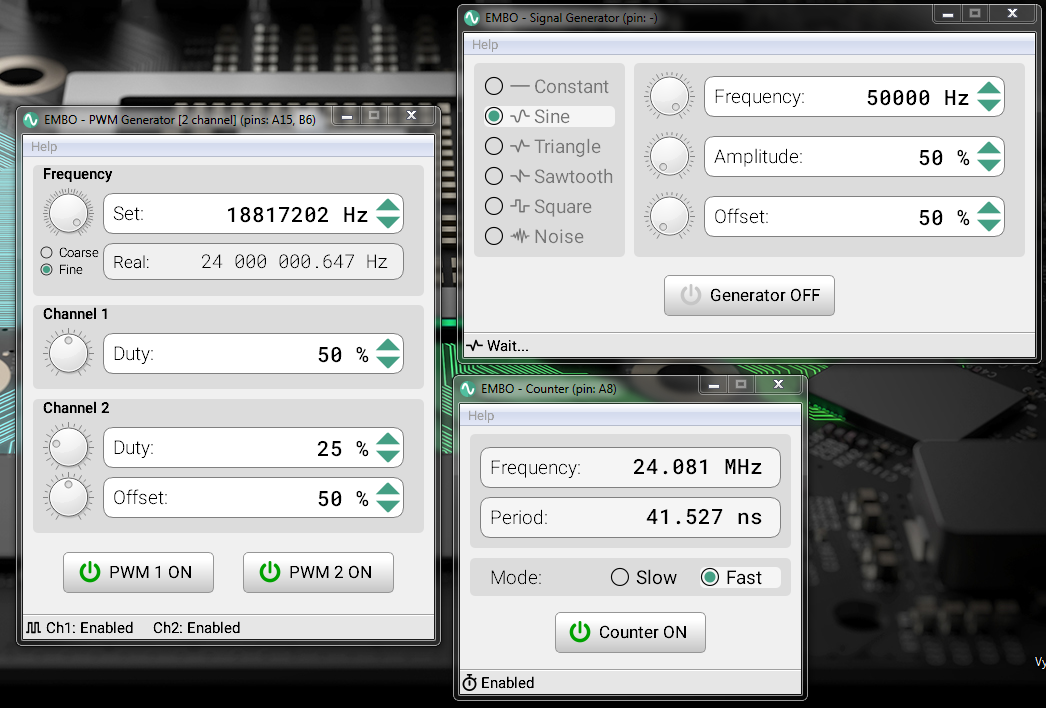 EMBO - Signal Generator (pin: -)
Help
Constant
Sine
Triangle
Sawtooth
Square
Noise
Frequency: 50000 Hz
Amplitude: 50 %
Offset: 50 %
Generator OFF
Wait...
EMBO - PWM Generator [2 channel] (pins: A15, B6)
Help
Frequency
Set: 18817202 Hz
Coarse
Fine
Real: 24 000 000.647 Hz
Channel 1
Duty: 50 %
Channel 2
Duty: 25 %
Offset: 50 %
PWM 1 ON PWM 2 ON
Ch1: Enabled Ch2: Enabled
EMBO - Counter (pin: A8)
Help
Frequency: 24.081 MHz
Period: 41.527 ns
Mode: Slow Fast
Counter ON
Enabled
Vy